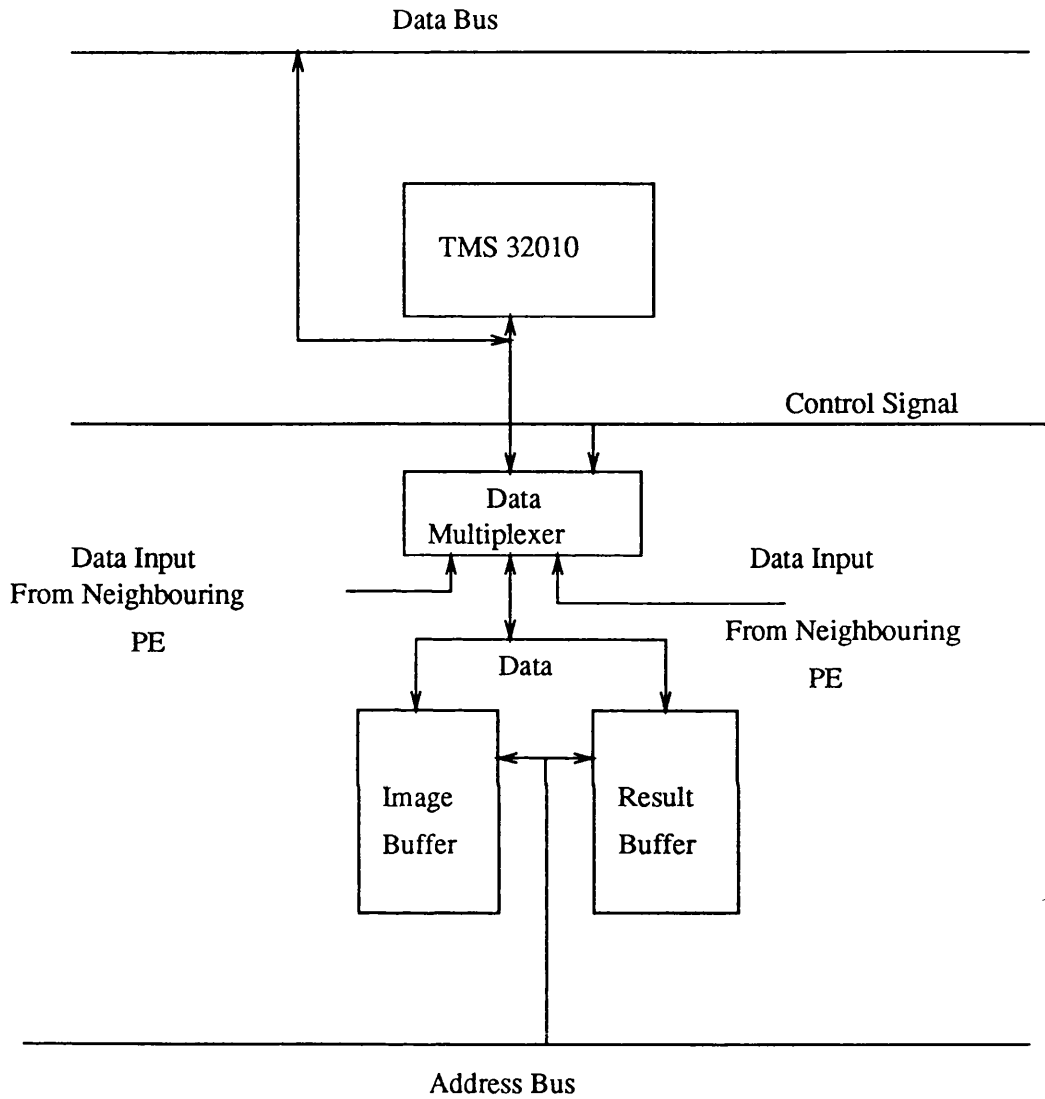 Data Bus
TMS 32010
Control Signal
Data
Multiplexer
Data Input
From Neighbouring
PE
Data Input
From Neighbouring
PE
Data
Image
Buffer
Result
Buffer
Address Bus